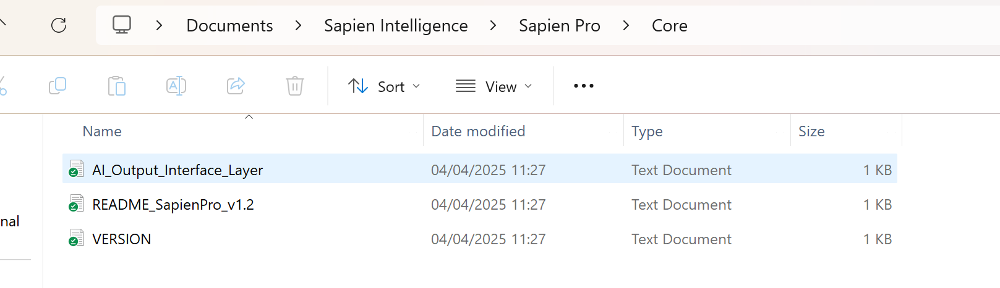 Documents > Sapien Intelligence > Sapien Pro > Core
Sort View
Name Date modified Type Size
AI_Output_Interface_Layer 04/04/2025 11:27 Text Document 1 KB
README_SapienPro_v1.2 04/04/2025 11:27 Text Document 1 KB
nal
VERSION 04/04/2025 11:27 Text Document 1 KB